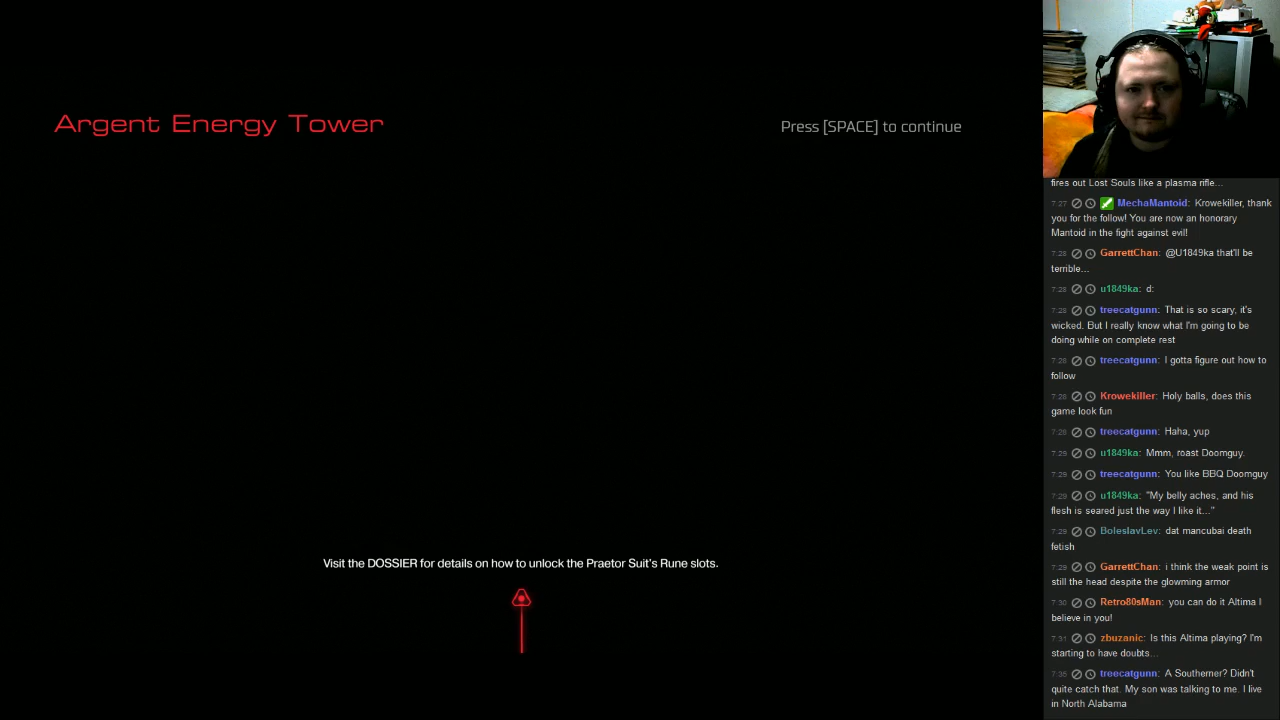 Argent Energy Tower
Press [SPACE] to continue
Visit the DOSSIER for details on how to unlock the Praetor Suit's Rune slots.
fires out Lost Souls like a plasma rifle...
7:27 MechaMantoid: Krowekiller, thank
you for the follow! You are now an honorary
Mantoid in the fight against evil!
7:28 GarrettChan: @U1849ka that'll be
terrible...
7:28 u1849ka: d:
7:28 treecatgunn: That is so scary, it's
wicked. But I really know what I'm going to be
doing while on complete rest
7:28 treecatgunn: I gotta figure out how to
follow
7:28 Krowekiller: Holy balls, does this
game look fun
7:28 treecatgunn: Haha, yup
7:29 u1849ka: Mmm, roast Doomguy.
7:29 treecatgunn: You like BBQ Doomguy
7:29 u1849ka: "My belly aches, and his
flesh is seared just the way I like it..."
7:29 BoleslavLev: dat mancubai death
fetish
7:29 GarrettChan: i think the weak point is
still the head despite the glowming armor
7:30 Retro80sMan: you can do it Altima I
believe in you!
7:31 zbuzanic: Is this Altima playing? I'm
starting to have doubts...
7:35 treecatgunn: A Southerner? Didn't
quite catch that. My son was talking to me. I live
in North Alabama